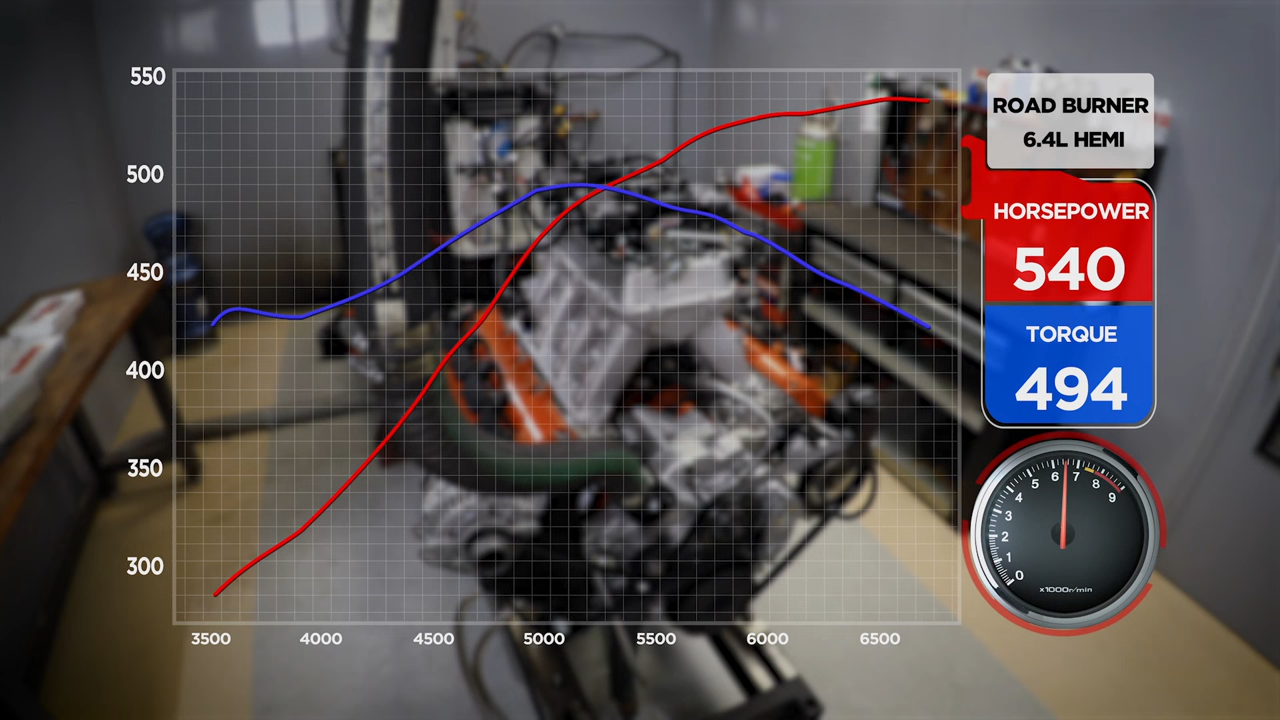 550
500
450
400
350
300
3500 4000 4500 5000 5500 6000 6500
ROAD BURNER
6.4L HEMI
HORSEPOWER
540
TORQUE
494
0 1 2 3 4 5 6 7 8 9
x1000r/min